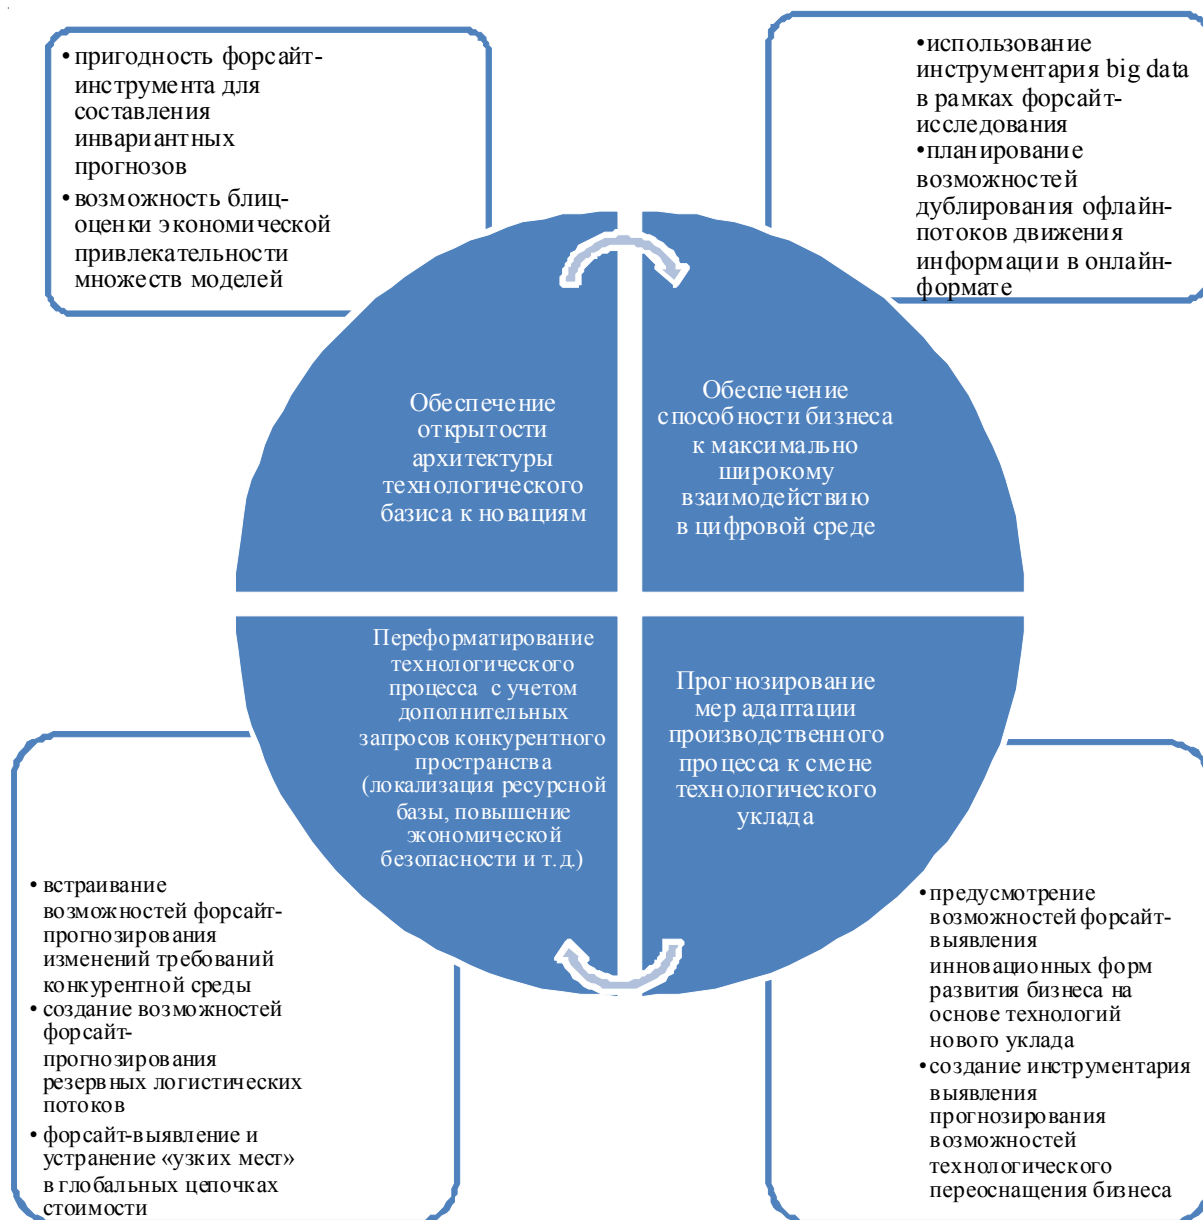 • пригодность форсайт-
инструмента для
составления
инвариантных
прогнозов
• возможность блиц-
оценки экономической
привлекательности
множеств моделей
•использование
инструментария big data
в рамках форсайт-
исследования
•планирование
возможностей
дублирования офлайн-
потоков движения
информации в онлайн-
формате
Обеспечение
открытости
архитектуры
технологического
базиса к новациям
Обеспечение
способности бизнеса
к максимально
широкому
взаимодействию
в цифровой среде
Переформатирование
технологического
процесса с учетом
дополнительных
запросов конкурентного
пространства
(локализация ресурсной
базы, повышение
экономической
безопасности и т.д.)
Прогнозирование
мер адаптации
производственного
процесса к смене
технологического
уклада
• встраивание
возможностей форсайт-
прогнозирования
изменений требований
конкурентной среды
• создание возможностей
форсайт-
прогнозирования
резервных логистических
потоков
• форсайт-выявление и
устранение «узких мест»
в глобальных цепочках
стоимости
•предусмотрение
возможностей форсайт-
выявления
инновационных форм
развития бизнеса на
основе технологий
нового уклада
•создание инструментария
выявления
прогнозирования
возможностей
технологического
переоснащения бизнеса